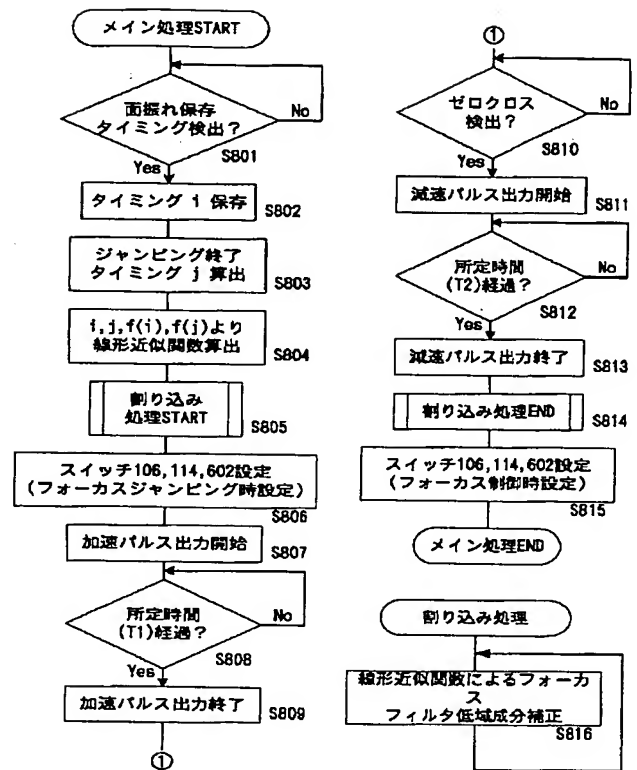 メイン処理START
面振れ保存
タイミング検出？
No
S801
Yes
タイミング i 保存
S802
ジャンピング終了
タイミング j 算出
S803
i,j,f(i),f(j)より
線形近似関数算出
S804
割り込み
処理START
S805
スイッチ106,114,602設定
(フォーカスジャンピング時設定)
S806
加速パルス出力開始
S807
所定時間
(T1)経過？
No
S808
Yes
加速パルス出力終了
S809
①
①
ゼロクロス
検出？
No
S810
Yes
減速パルス出力開始
S811
所定時間
(T2)経過？
No
S812
Yes
減速パルス出力終了
S813
割り込み処理END
S814
スイッチ106,114,602設定
(フォーカス制御時設定)
S815
メイン処理END
割り込み処理
線形近似関数によるフォーカ
ス
フィルタ低域成分補正
S816